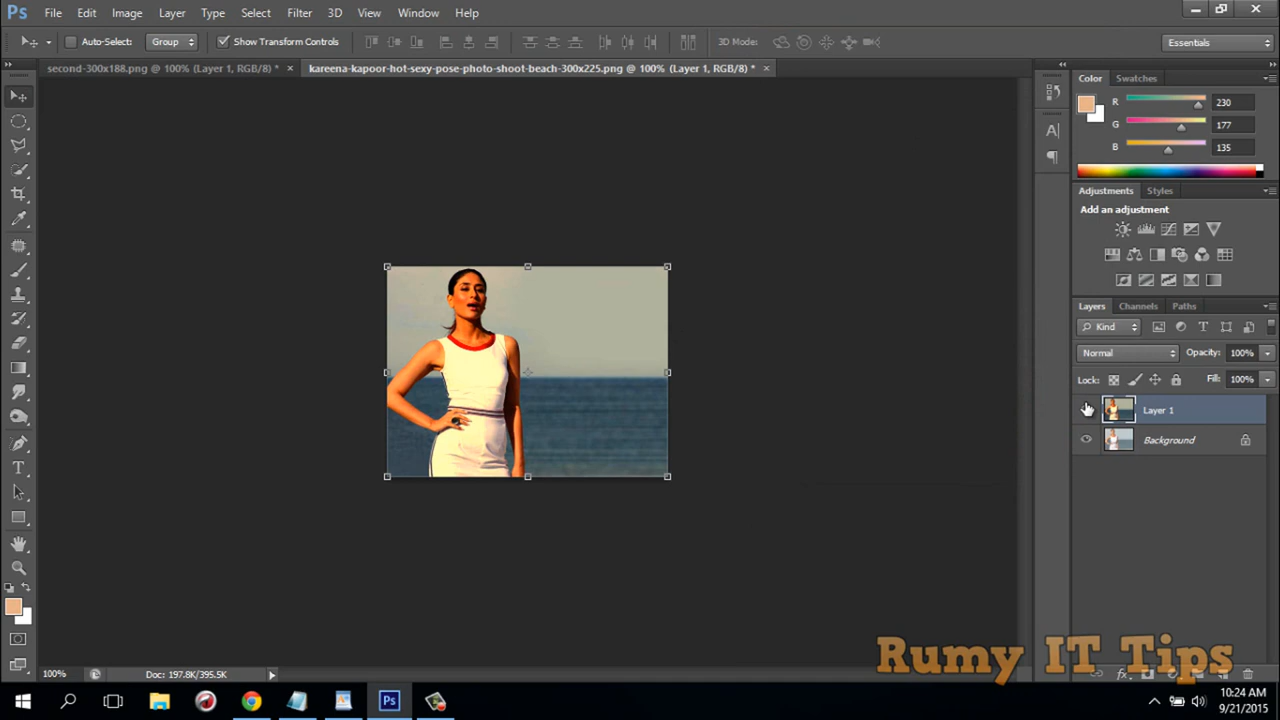 Ps File Edit Image Layer Type Select Filter 3D View Window Help
Auto-Select: Group Show Transform Controls 3D Mode: Essentials
second-300x188.png @ 100% (Layer 1, RGB/8) * × kareena-kapoor-hot-sexy-pose-photo-shoot-beach-300x225.png @ 100% (Layer 1, RGB/8) * ×
Color Swatches
R 230
G 177
B 135
Adjustments Styles
Add an adjustment
Layers Channels Paths
Kind
Normal Opacity: 100%
Lock: Fill: 100%
Layer 1
Background
Rumy IT Tips
100% Doc: 197.8K/395.5K
Ps 10:24 AM
9/21/2015